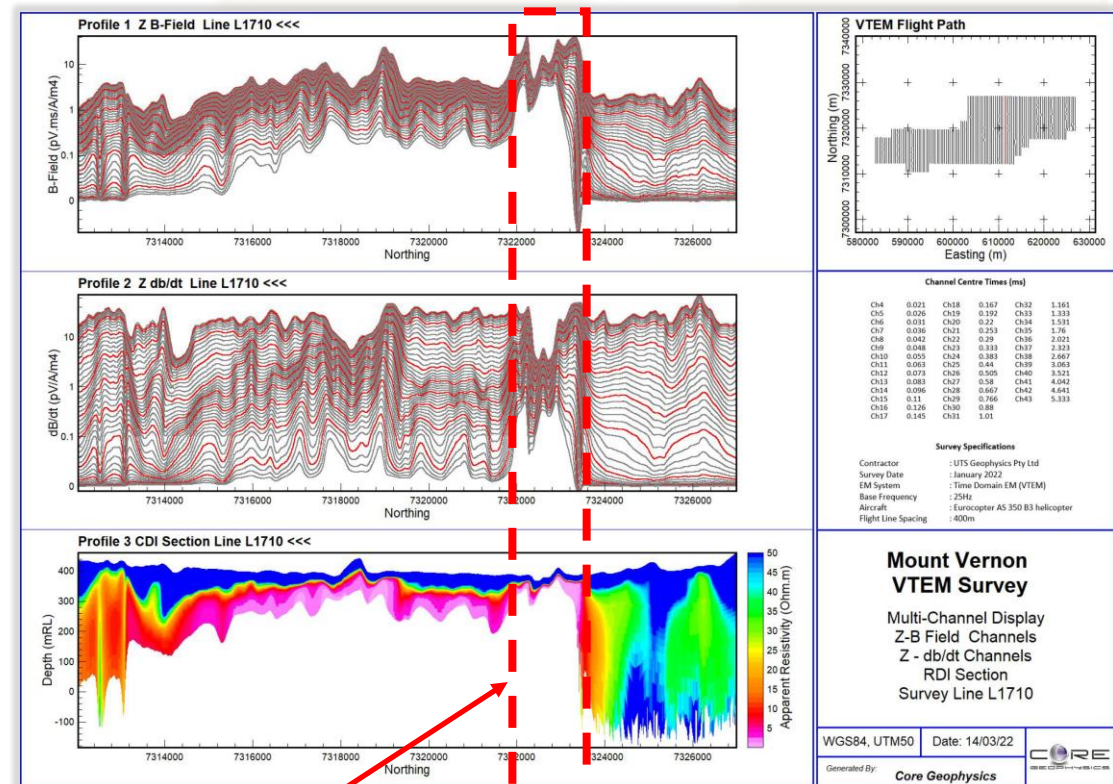 Profile 1 Z B-Field Line L1710 <<<
B-Field (pV.ms/A/m4)
10
1
0.1
0
7314000 7316000 7318000 7320000 7322000 7324000 7326000
Northing
Profile 2 Z db/dt Line L1710 <<<
dB/dt (pV/A/m4)
10
1
0.1
0
7314000 7316000 7318000 7320000 7322000 7324000 7326000
Northing
Profile 3 CDI Section Line L1710 <<<
Depth (mRL)
400
300
200
100
0
-100
7314000 7316000 7318000 7320000 7322000 7324000 7326000
Northing
50
45
40
35
30
25
20
15
10
5
Apparent Resistivity (Ohm.m)
VTEM Flight Path
Northing (m)
7340000
7330000
7320000
7310000
7300000
580000 590000 600000 610000 620000 630000
Easting (m)
Channel Centre Times (ms)
Ch4 0.021 Ch18 0.167 Ch32 1.161
Ch5 0.026 Ch19 0.192 Ch33 1.333
Ch6 0.031 Ch20 0.22 Ch34 1.531
Ch7 0.036 Ch21 0.253 Ch35 1.76
Ch8 0.042 Ch22 0.29 Ch36 2.021
Ch9 0.048 Ch23 0.333 Ch37 2.323
Ch10 0.055 Ch24 0.383 Ch38 2.667
Ch11 0.063 Ch25 0.44 Ch39 3.063
Ch12 0.073 Ch26 0.505 Ch40 3.521
Ch13 0.083 Ch27 0.58 Ch41 4.042
Ch14 0.096 Ch28 0.667 Ch42 4.641
Ch15 0.11 Ch29 0.766 Ch43 5.333
Ch16 0.126 Ch30 0.88
Ch17 0.145 Ch31 1.01
Survey Specifications
Contractor : UTS Geophysics Pty Ltd
Survey Date : January 2022
EM System : Time Domain EM (VTEM)
Base Frequency : 25Hz
Aircraft : Eurocopter AS 350 B3 helicopter
Flight Line Spacing : 400m
Mount Vernon
VTEM Survey
Multi-Channel Display
Z-B Field Channels
Z - db/dt Channels
RDI Section
Survey Line L1710
WGS84, UTM50 Date: 14/03/22
Generated By:
Core Geophysics
CORE
GEOPHYSICS